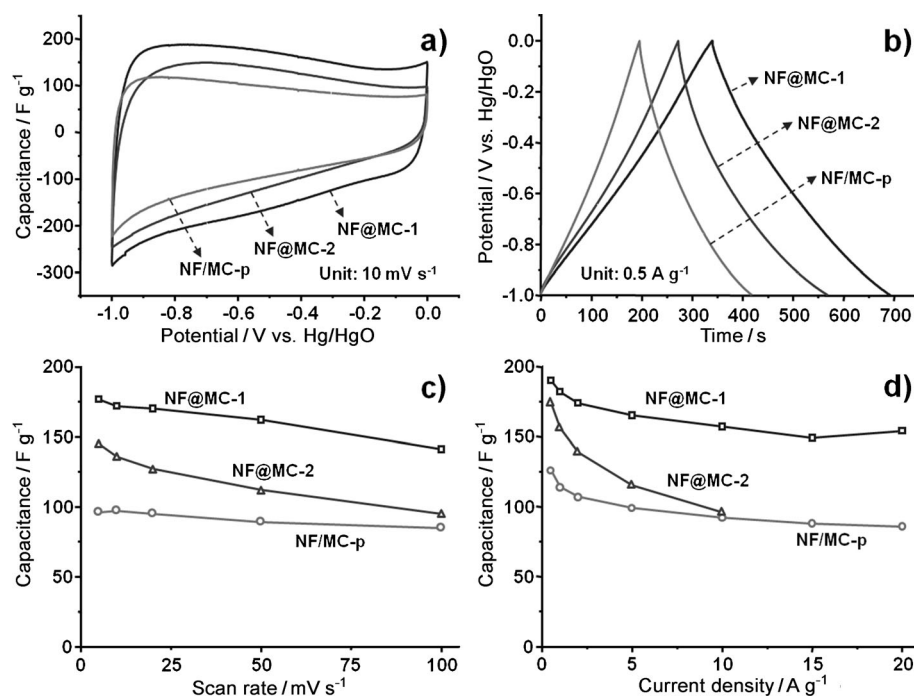 a)
200
100
0
-100
-200
-300
Capacitance / F g⁻¹
NF@MC-1
NF@MC-2
NF/MC-p
Unit: 10 mV s⁻¹
-1.0 -0.8 -0.6 -0.4 -0.2 0.0
Potential / V vs. Hg/HgO
b)
0.0
-0.2
-0.4
-0.6
-0.8
-1.0
Potential / V vs. Hg/HgO
NF@MC-1
NF@MC-2
NF/MC-p
Unit: 0.5 A g⁻¹
0 100 200 300 400 500 600 700
Time / s
c)
200
150
100
50
0
Capacitance / F g⁻¹
NF@MC-1
NF@MC-2
NF/MC-p
0 25 50 75 100
Scan rate / mV s⁻¹
d)
200
150
100
50
0
Capacitance / F g⁻¹
NF@MC-1
NF@MC-2
NF/MC-p
0 5 10 15 20
Current density / A g⁻¹